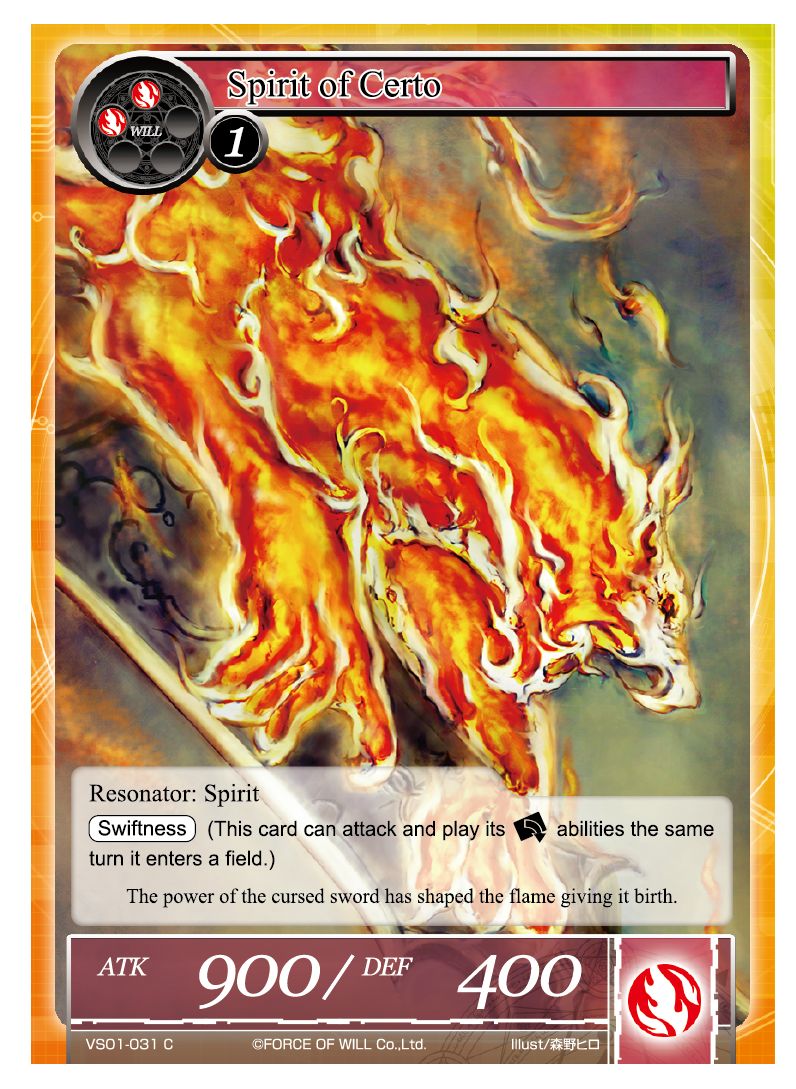 Spirit of Certo
WILL
1
Resonator: Spirit
Swiftness (This card can attack and play its abilities the same
turn it enters a field.)
The power of the cursed sword has shaped the flame giving it birth.
ATK 900/ DEF 400
VS01-031 C ©FORCE OF WILL Co.,Ltd. Illust/森野ヒロ